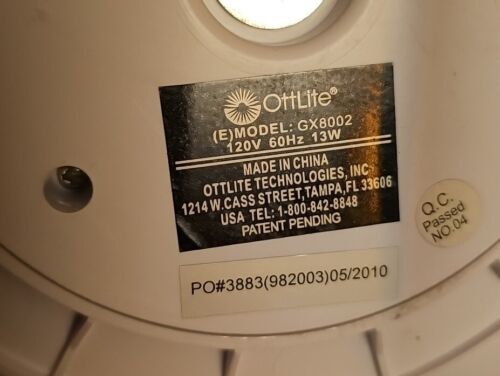 OttLite®
(E)MODEL: GX8002
120V 60Hz 13W
MADE IN CHINA
OTTLITE TECHNOLOGIES, INC
1214 W.CASS STREET,TAMPA,FL 33606
USA TEL: 1-800-842-8848
PATENT PENDING
Q.C.
Passed
NO.04
PO#3883(982003)05/2010